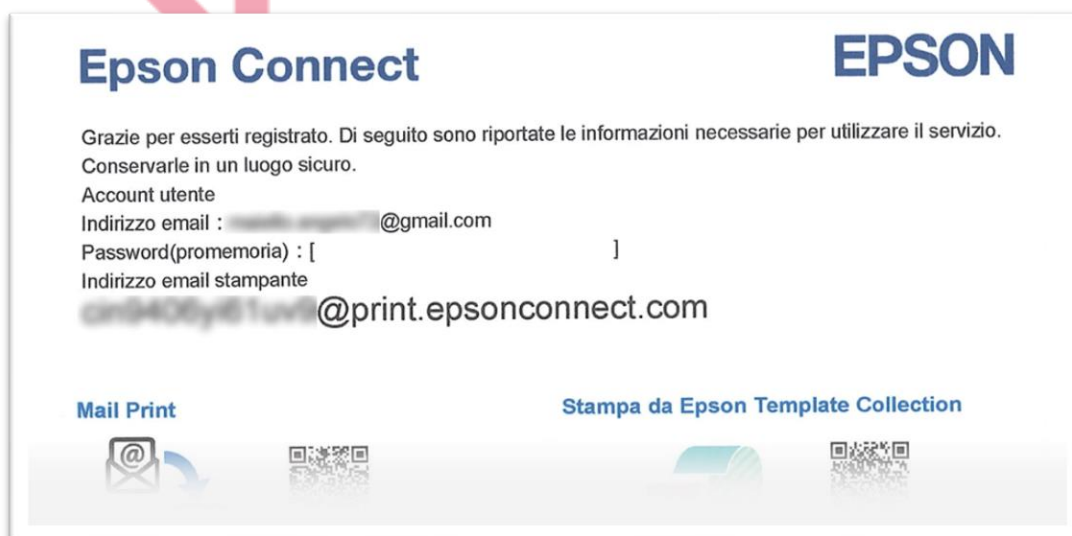 Epson Connect
EPSON
Grazie per esserti registrato. Di seguito sono riportate le informazioni necessarie per utilizzare il servizio.
Conservarle in un luogo sicuro.
Account utente
Indirizzo email : @gmail.com
Password(promemoria) : [ ]
Indirizzo email stampante
@print.epsonconnect.com
Mail Print
Stampa da Epson Template Collection